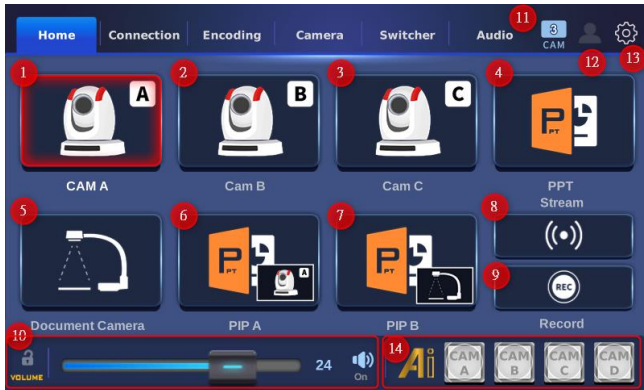 11
Home Connection Encoding Camera Switcher Audio 3
CAM
12
13
1 2 3 4
A B C
P PT
CAM A Cam B Cam C PPT
5 6 7 8 Stream
P PT A P PT
9
REC
Document Camera PIP A PIP B Record
10 14
VOLUME 24 On Ai CAM A CAM B CAM C CAM D